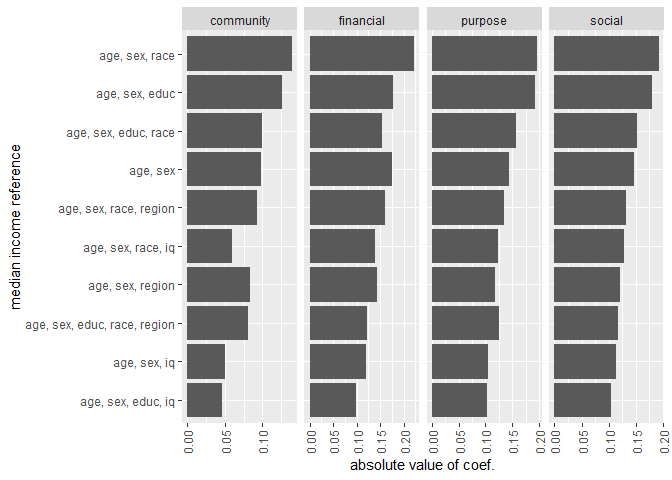 community financial purpose social
age, sex, race
age, sex, educ
age, sex, educ, race
age, sex
age, sex, race, region
age, sex, race, iq
age, sex, region
age, sex, educ, race, region
age, sex, iq
age, sex, educ, iq
median income reference
0.00 0.05 0.10 0.00 0.05 0.10 0.15 0.20 0.00 0.05 0.10 0.15 0.20 0.00 0.05 0.10 0.15 0.20
absolute value of coef.